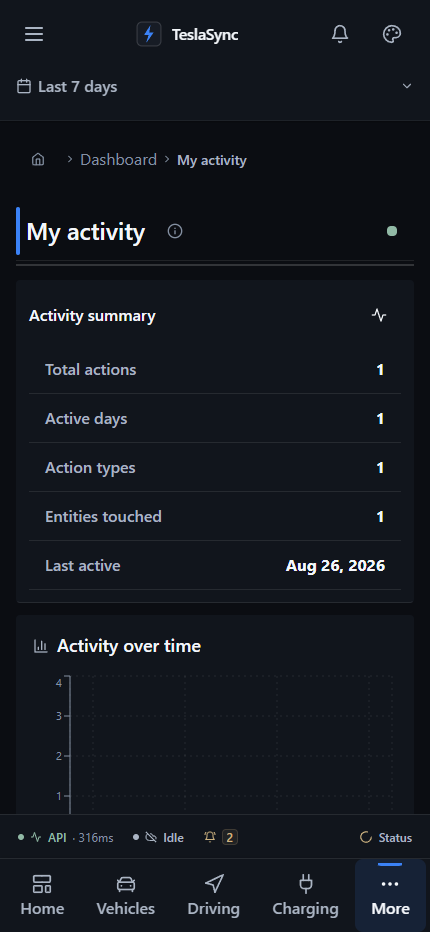 TeslaSync
Last 7 days
Dashboard My activity
My activity
Activity summary
Total actions 1
Active days 1
Action types 1
Entities touched 1
Last active Aug 26, 2026
Activity over time
4
3
2
1
API · 316ms Idle 2 Status
Home Vehicles Driving Charging More